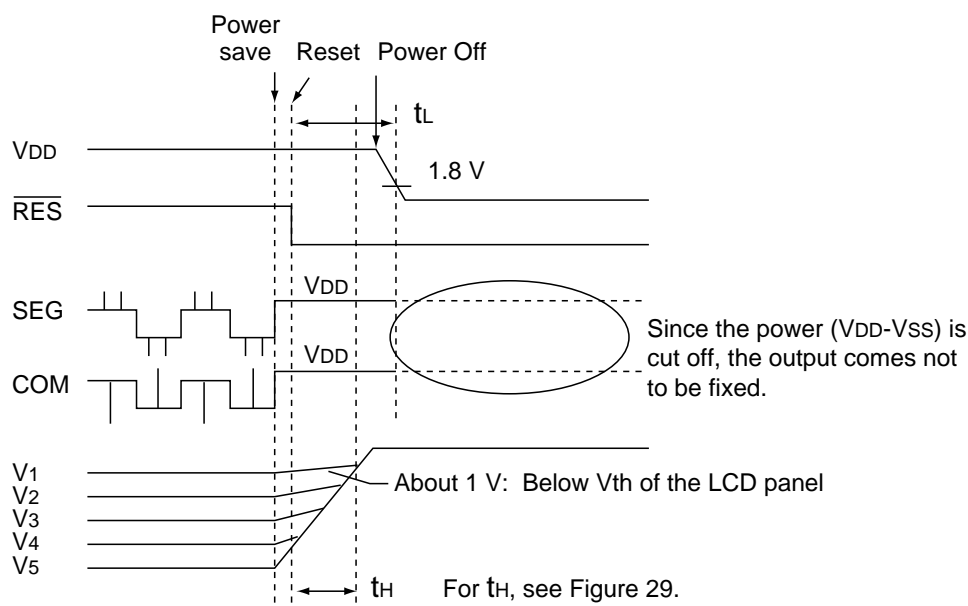 Power
save
Reset
Power Off
tL
VDD
1.8 V
RES
VDD
SEG
Since the power (VDD-VSS) is
cut off, the output comes not
to be fixed.
VDD
COM
V1
About 1 V: Below Vth of the LCD panel
V2
V3
V4
V5
tH
For tH, see Figure 29.